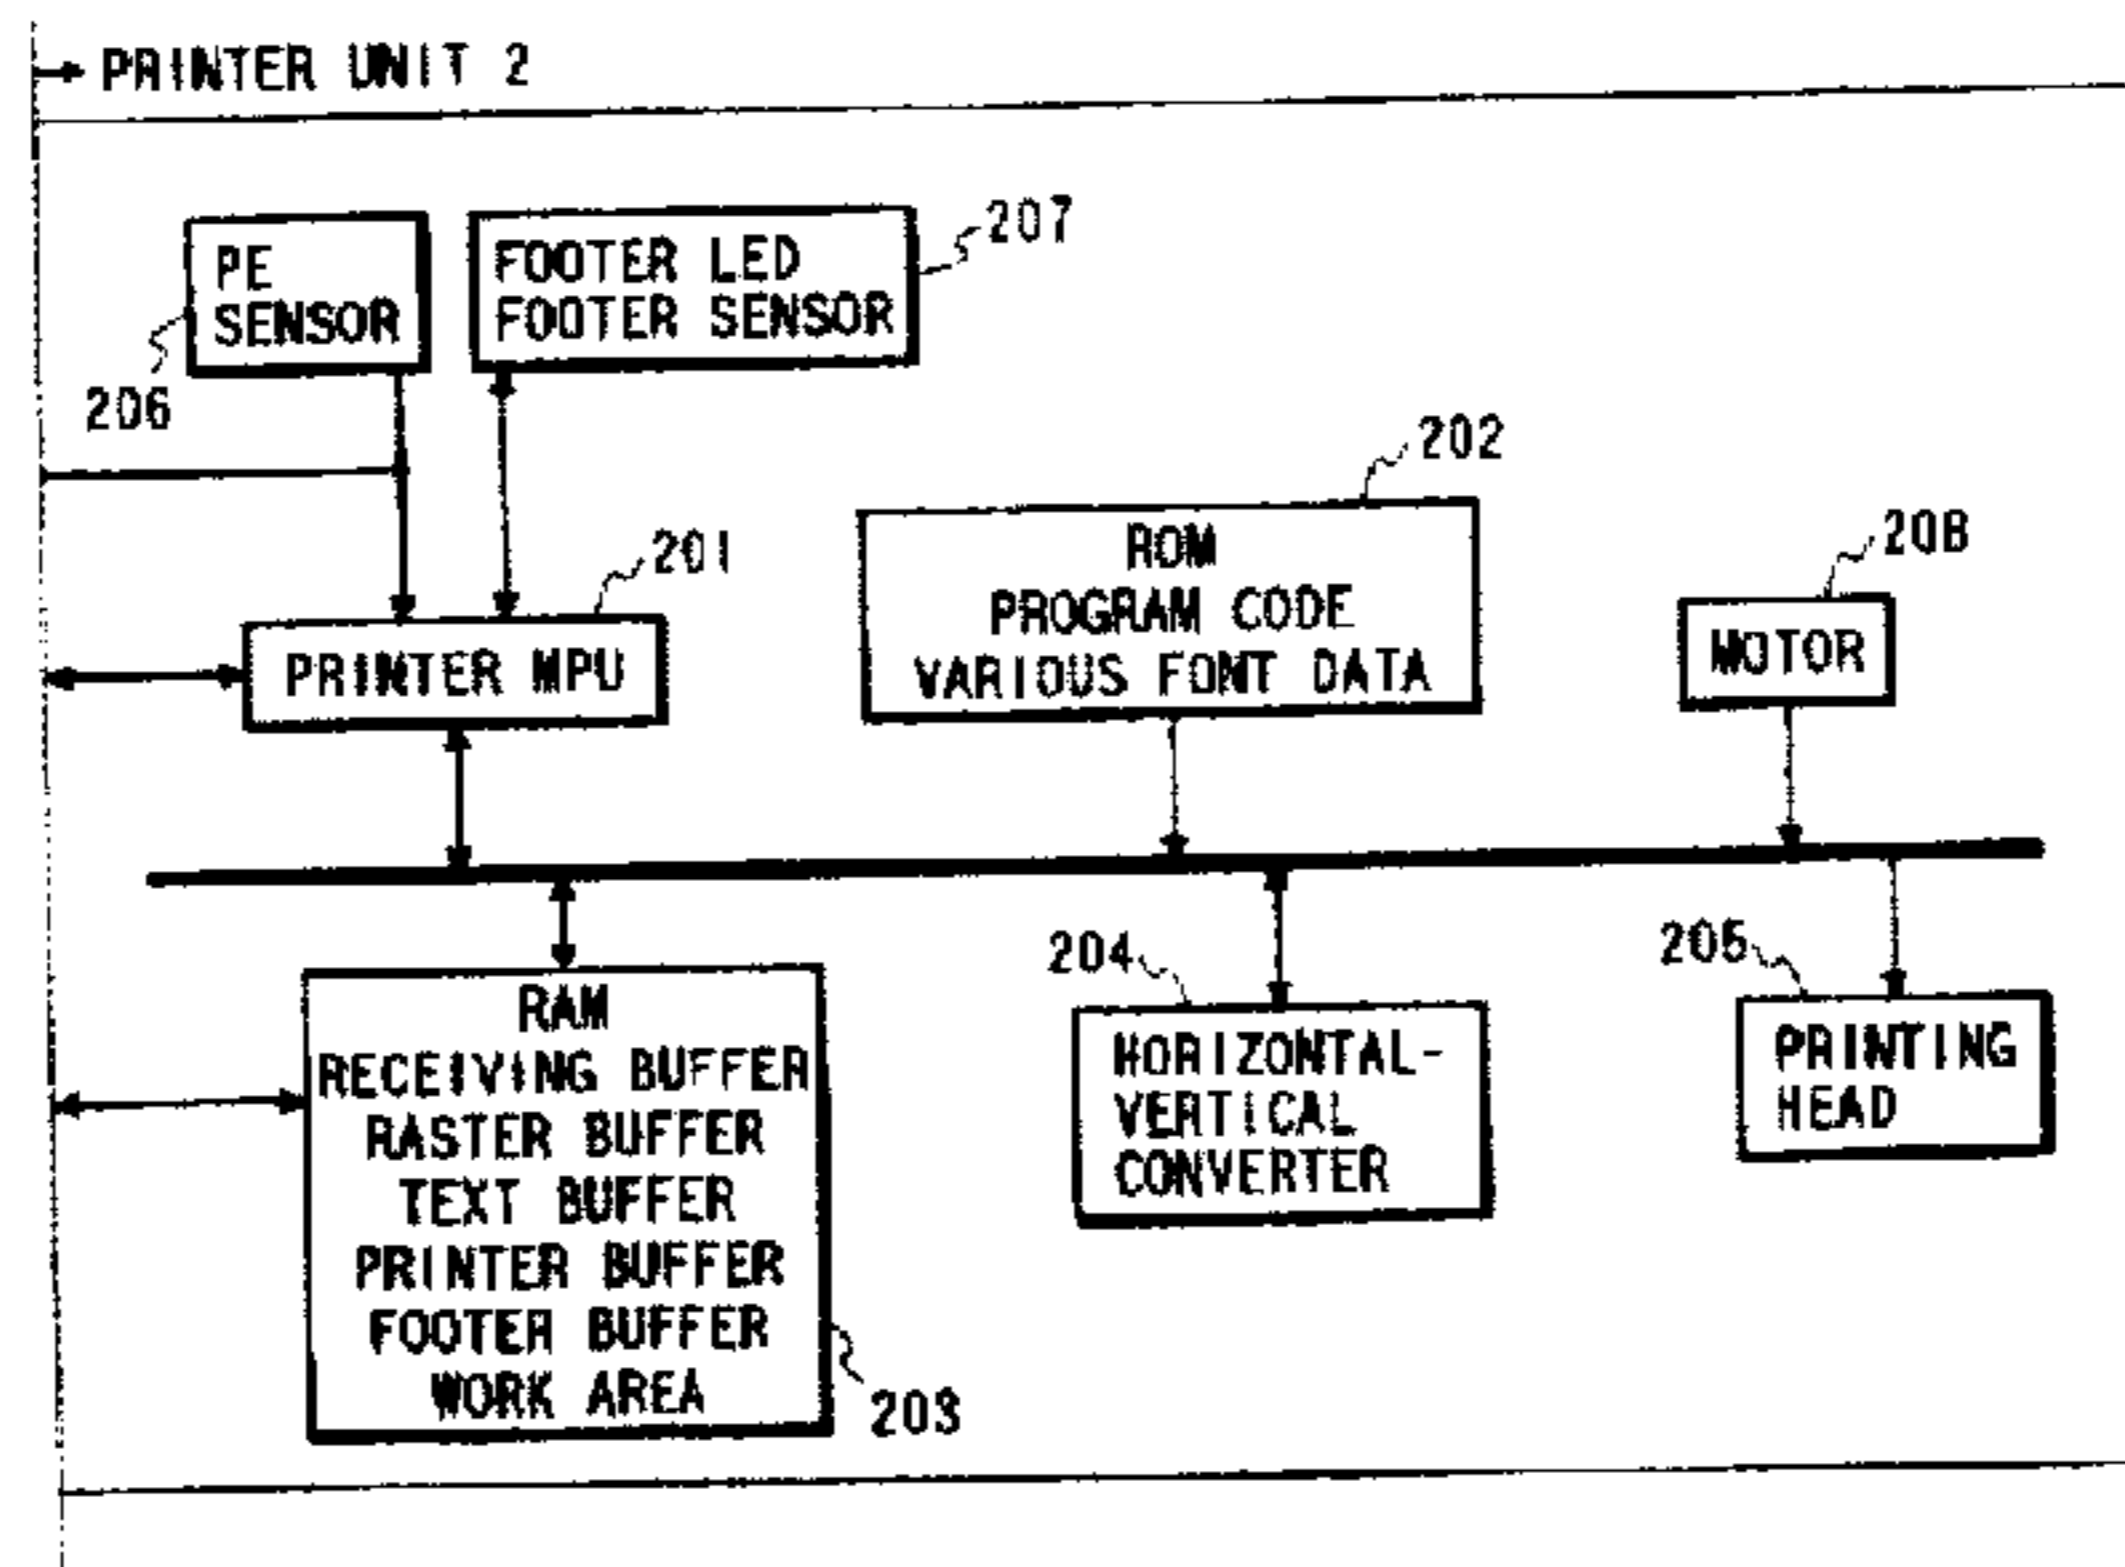 PRINTER UNIT 2
207
PE
SENSOR
FOOTER LED
FOOTER SENSOR
206
202
201
ROM
PROGRAM CODE
VARIOUS FONT DATA
208
PRINTER MPU
MOTOR
204
205
RAM
RECEIVING BUFFER
RASTER BUFFER
TEXT BUFFER
PRINTER BUFFER
FOOTER BUFFER
WORK AREA
203
HORIZONTAL-
VERTICAL
CONVERTER
PRINTING
HEAD